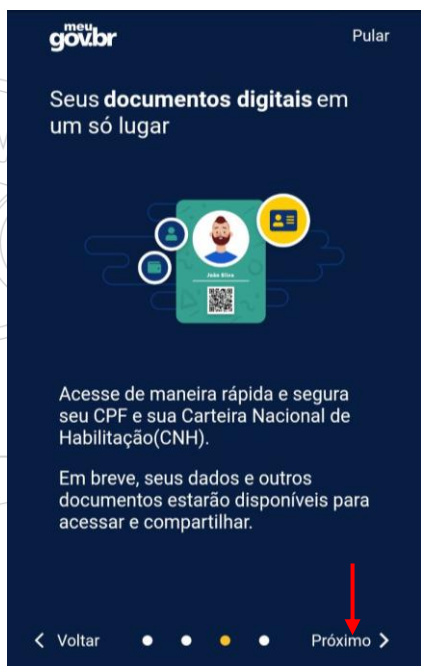 meu
gov.br
Pular
Seus documentos digitais em
um só lugar
João Silva
Acesse de maneira rápida e segura
seu CPF e sua Carteira Nacional de
Habilitação(CNH).
Em breve, seus dados e outros
documentos estarão disponíveis para
acessar e compartilhar.
Voltar
Próximo